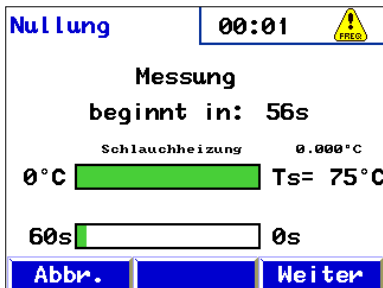 Nullung 00:01 FREQ
Messung
beginnt in: 56s
Schlauchheizung 0.000°C
0°C Ts= 75°C
60s 0s
Abbr. Weiter